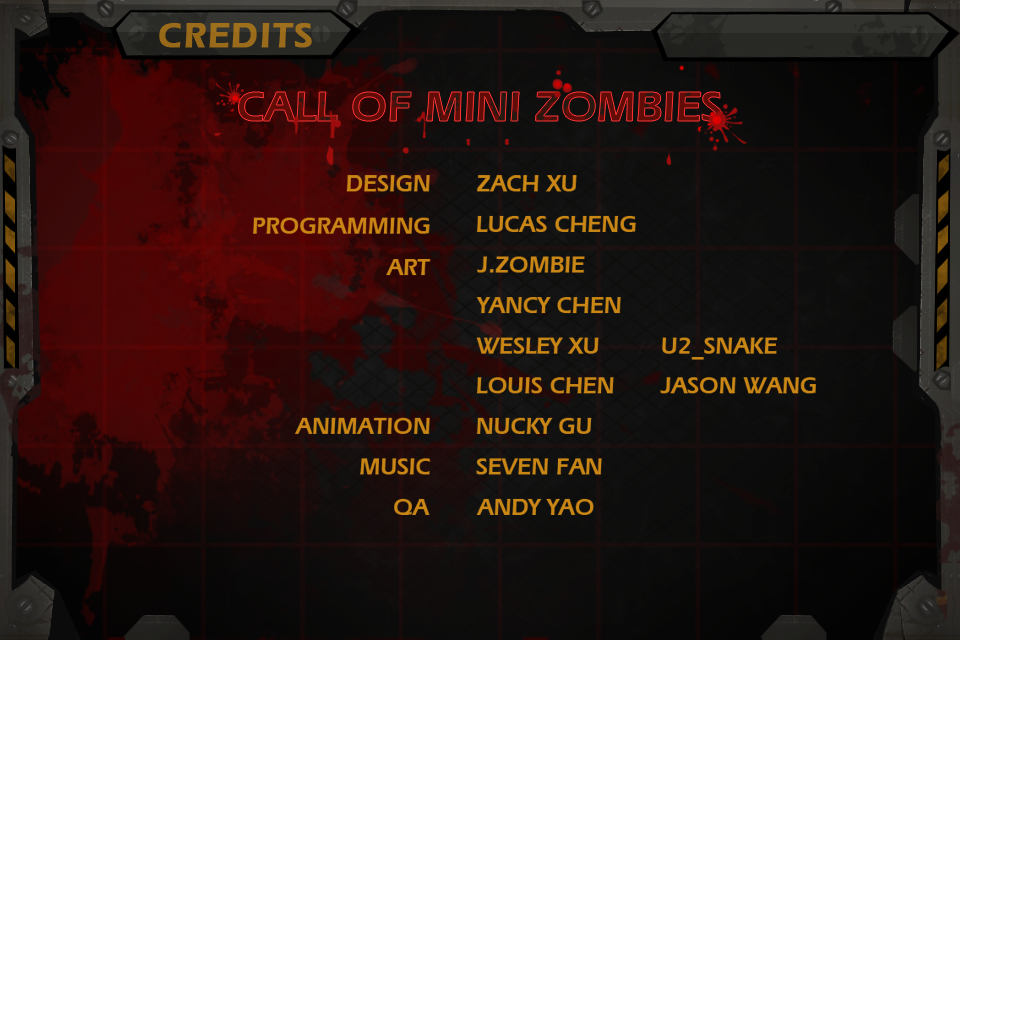 CREDITS
CALL OF MINI ZOMBIES
DESIGN ZACH XU
PROGRAMMING LUCAS CHENG
ART J.ZOMBIE
YANCY CHEN
WESLEY XU U2_SNAKE
LOUIS CHEN JASON WANG
ANIMATION NUCKY GU
MUSIC SEVEN FAN
QA ANDY YAO